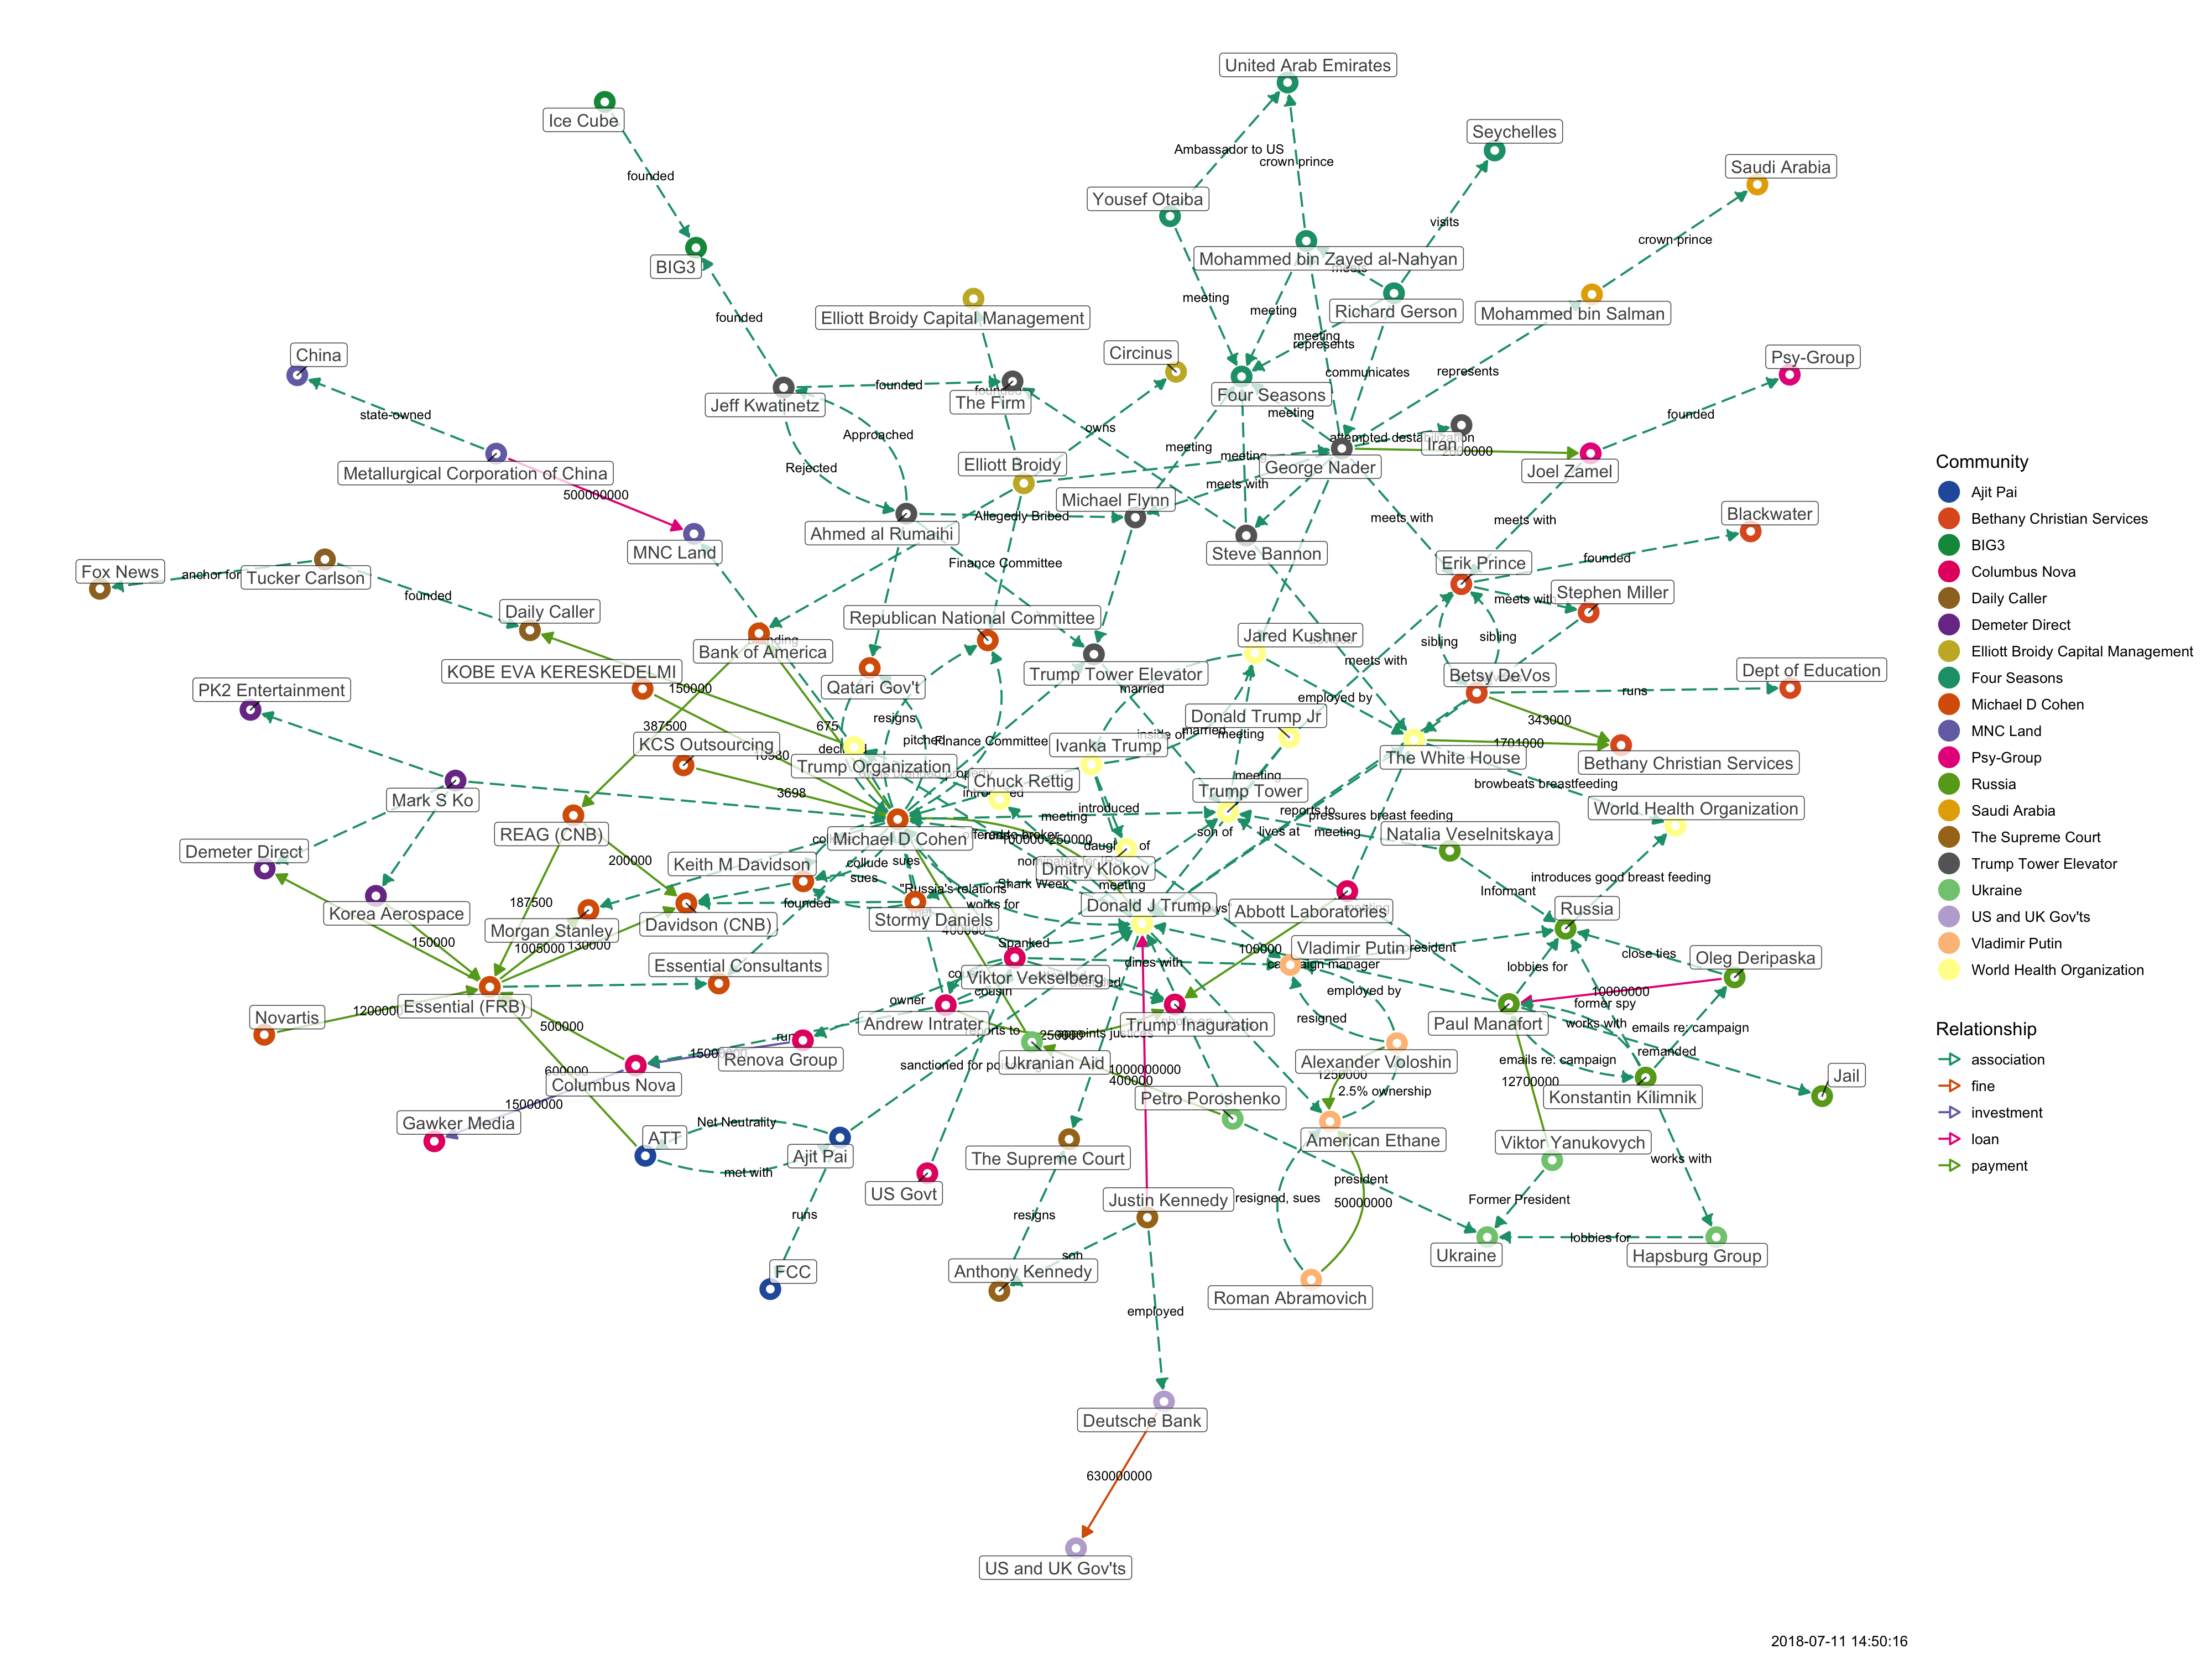 United Arab Emirates
Ice Cube
Seychelles
founded
Ambassador to US
crown prince
Saudi Arabia
Yousef Otaiba
visits
crown prince
BIG3
Mohammed bin Zayed al-Nahyan
meeting
meeting
Richard Gerson
Mohammed bin Salman
founded
Elliott Broidy Capital Management
meeting
represents
China
Circinus
Psy-Group
communicates
represents
founded
The Firm
Four Seasons
Jeff Kwatinetz
state-owned
meeting
founded
owns
Approached
attempted destabilization
Iran
meeting
meeting
Rejected
Elliott Broidy
George Nader
Joel Zamel
Metallurgical Corporation of China
500000000
meets with
Michael Flynn
Blackwater
Allegedly Bribed
meets with
meets with
MNC Land
Ahmed al Rumaihi
Steve Bannon
Fox News
anchor for
Tucker Carlson
Finance Committee
Erik Prince
founded
founded
Daily Caller
Republican National Committee
meets with
Stephen Miller
Jared Kushner
sibling
sibling
Bank of America
KOBE EVA KERESKEDELMI
Trump Tower Elevator
meets with
Betsy DeVos
Dept of Education
PK2 Entertainment
150000
Qatari Gov't
married
employed by
runs
387500
675
resigns
Donald Trump Jr
343000
KCS Outsourcing
10980
pitched
Finance Committee
Ivanka Trump
married
meeting
1701000
Trump Organization
The White House
Bethany Christian Services
Mark S Ko
3698
Chuck Rettig
meeting
Trump Tower
browbeats breastfeeding
introduced
reports to
pressures breast feeding
World Health Organization
REAG (CNB)
Michael D Cohen
meeting
son of
lives at
meeting
Natalia Veselnitskaya
Demeter Direct
200000
Keith M Davidson
collude
sues
sues
Dmitry Klokov
introduces good breast feeding
meeting
Shark Week
"Russia's relations
Informant
Korea Aerospace
187500
founded
Donald J Trump
Abbott Laboratories
Russia
Morgan Stanley
Davidson (CNB)
Stormy Daniels
works for
150000
1005000
130000
Spanked
100000
Vladimir Putin
Essential Consultants
Viktor Vekselberg
dines with
campaign manager
lobbies for
close ties
Oleg Deripaska
cousin
employed by
10000000
former spy
Novartis
1200000
Essential (FRB)
owner
Andrew Intrater
Trump Inaguration
resigned
Paul Manafort
works with
emails re: campaign
500000
250000
appoints justices
remanded
Renova Group
Ukranian Aid
Alexander Voloshin
emails re: campaign
Columbus Nova
sanctioned for
1000000000
400000
12700000
Jail
15000000
Petro Poroshenko
2.5% ownership
Konstantin Kilimnik
Gawker Media
Net Neutrality
ATT
Ajit Pai
The Supreme Court
American Ethane
Viktor Yanukovych
met with
works with
US Govt
president
Justin Kennedy
resigned, sues
50000000
Former President
runs
resigns
Ukraine
lobbies for
Hapsburg Group
FCC
son
Anthony Kennedy
Roman Abramovich
employed
Deutsche Bank
630000000
US and UK Gov'ts
Community
Ajit Pai
Bethany Christian Services
BIG3
Columbus Nova
Daily Caller
Demeter Direct
Elliott Broidy Capital Management
Four Seasons
Michael D Cohen
MNC Land
Psy-Group
Russia
Saudi Arabia
The Supreme Court
Trump Tower Elevator
Ukraine
US and UK Gov'ts
Vladimir Putin
World Health Organization
Relationship
association
fine
investment
loan
payment
2018-07-11 14:50:16